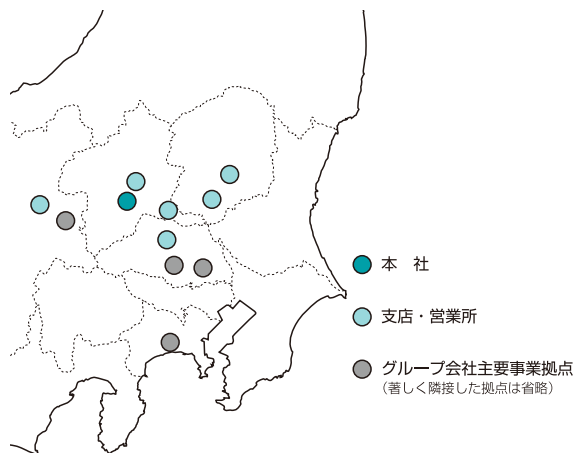 本　社
支店・営業所
グループ会社主要事業拠点
（著しく隣接した拠点は省略）